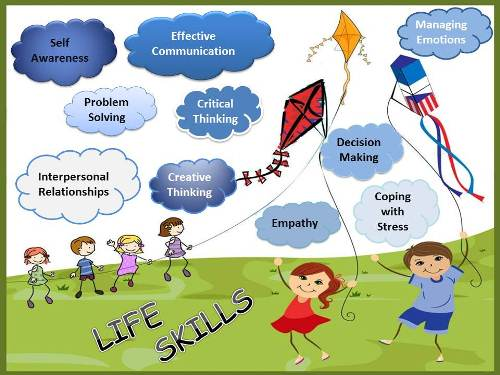 Self
Awareness
Effective
Communication
Managing
Emotions
Problem
Solving
Critical
Thinking
Decision
Making
Interpersonal
Relationships
Creative
Thinking
Empathy
Coping
with
Stress
LIFE
SKILLS